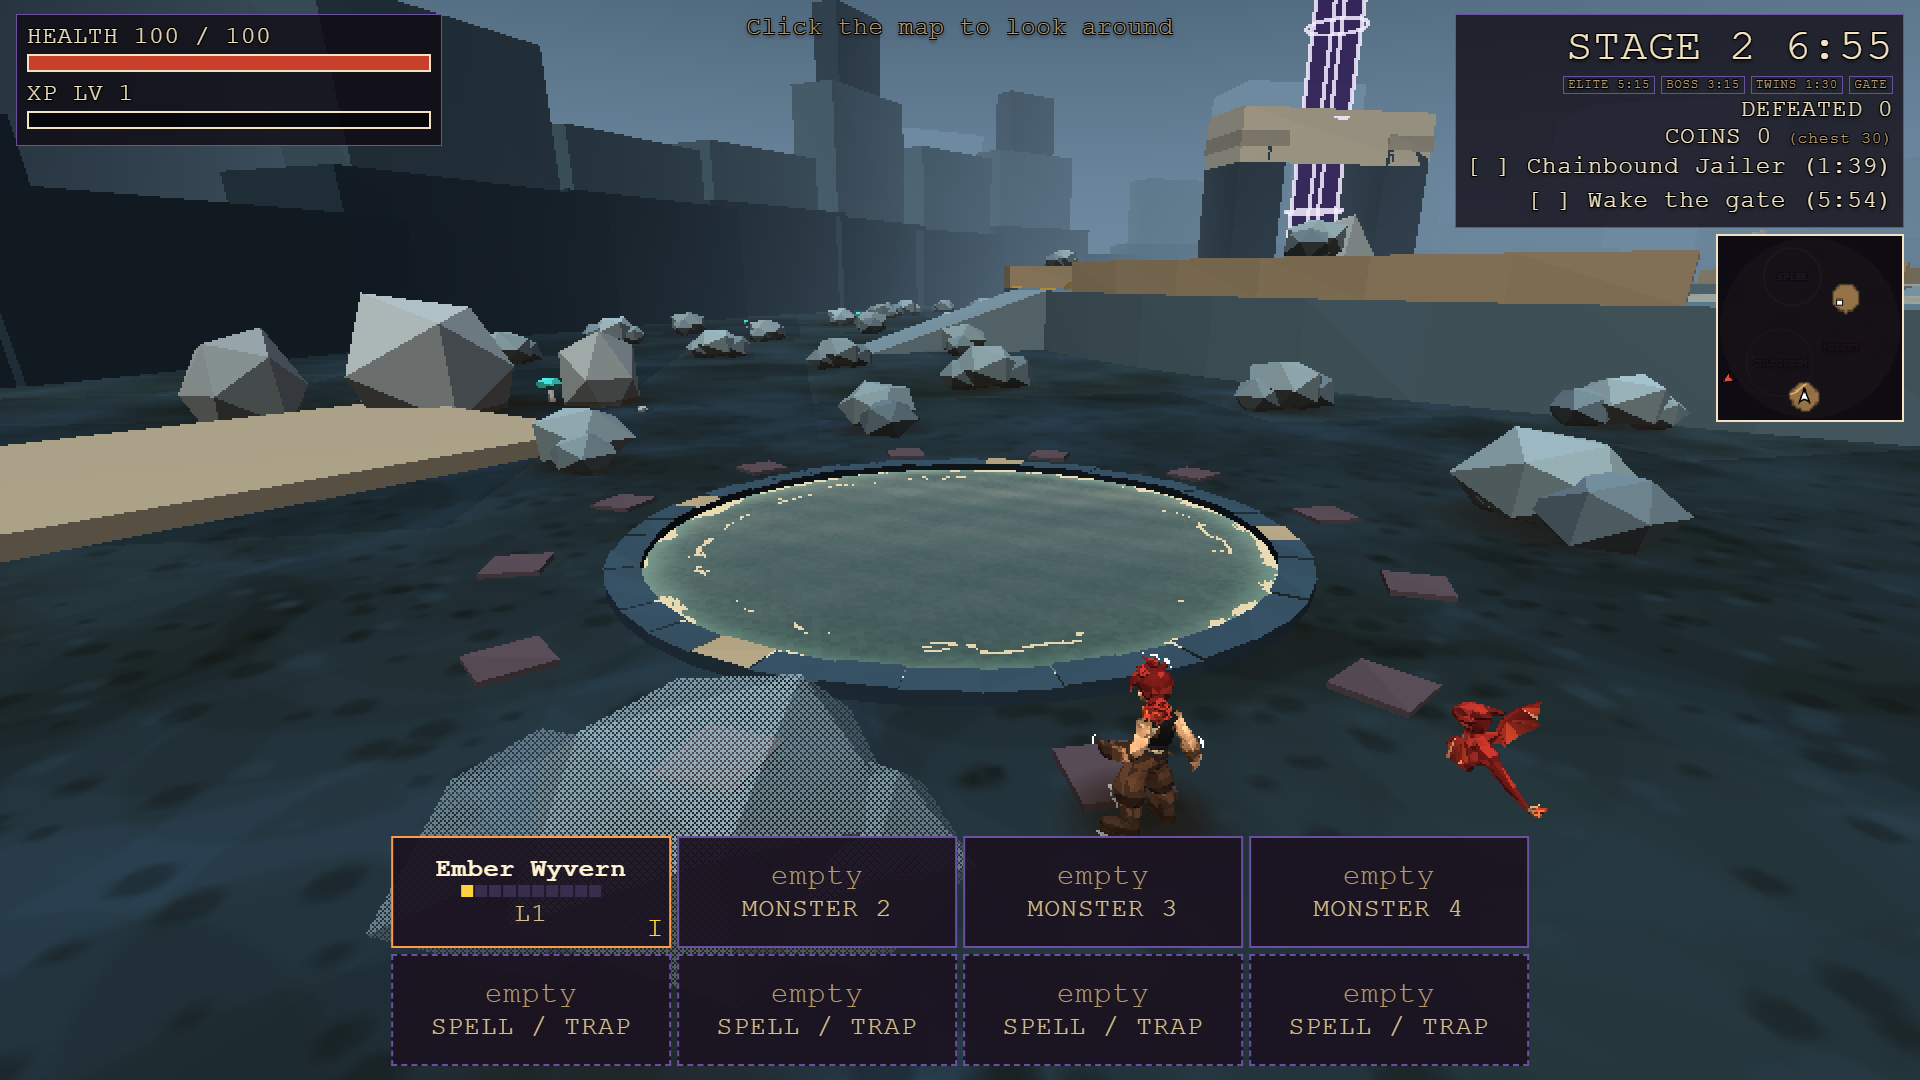 HEALTH 100 / 100
XP LV 1
Click the map to look around
STAGE 2 6:55
ELITE 5:15 BOSS 3:15 TWINS 1:30 GATE
DEFEATED 0
COINS 0 (chest 30)
[ ] Chainbound Jailer (1:39)
[ ] Wake the gate (5:54)
Ember Wyvern
L1
I
empty
MONSTER 2
empty
MONSTER 3
empty
MONSTER 4
empty
SPELL / TRAP
empty
SPELL / TRAP
empty
SPELL / TRAP
empty
SPELL / TRAP